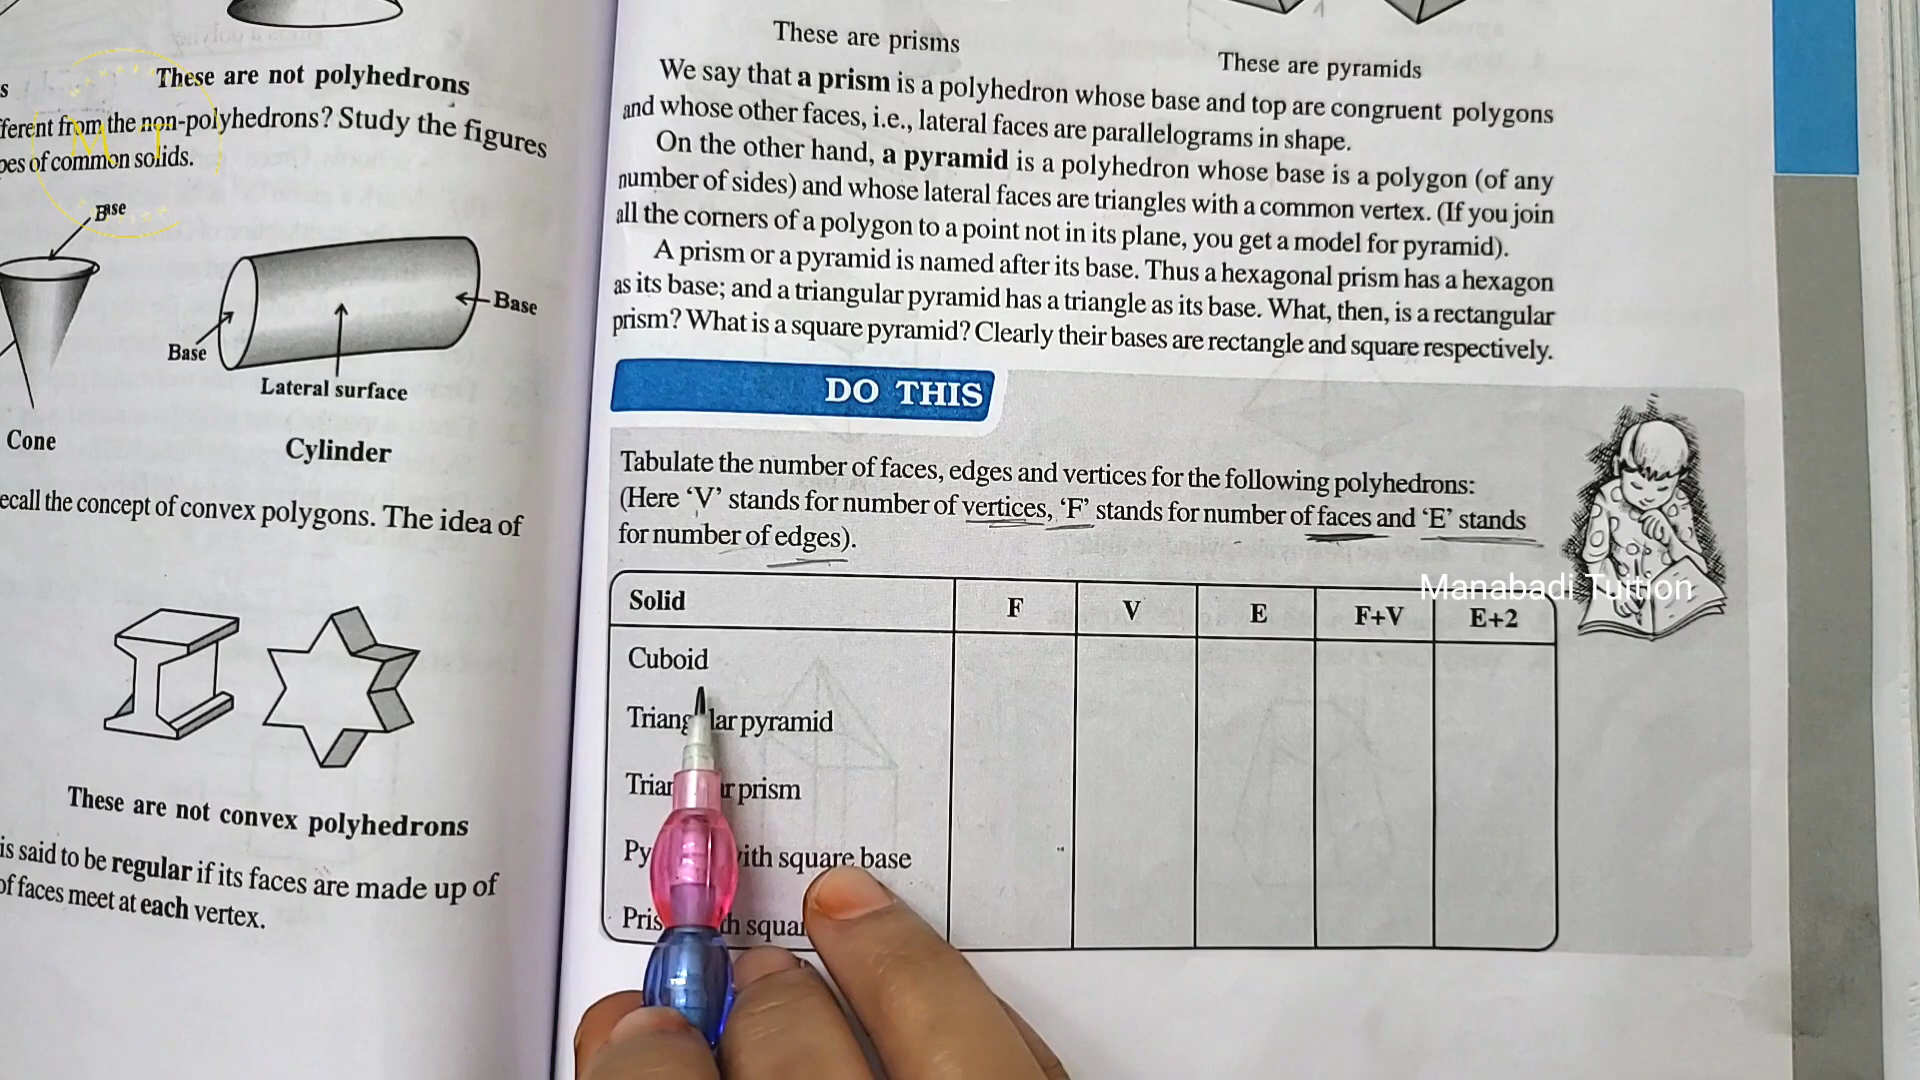 These are not polyhedrons
s
fferent from the non-polyhedrons? Study the figures
pes of common solids.
M T
Base
Base
Base
Lateral surface
Cone
Cylinder
ecall the concept of convex polygons. The idea of
These are not convex polyhedrons
is said to be regular if its faces are made up of
of faces meet at each vertex.
These are prisms
These are pyramids
We say that a prism is a polyhedron whose base and top are congruent polygons
and whose other faces, i.e., lateral faces are parallelograms in shape.
On the other hand, a pyramid is a polyhedron whose base is a polygon (of any
number of sides) and whose lateral faces are triangles with a common vertex. (If you join
all the corners of a polygon to a point not in its plane, you get a model for pyramid).
A prism or a pyramid is named after its base. Thus a hexagonal prism has a hexagon
as its base; and a triangular pyramid has a triangle as its base. What, then, is a rectangular
prism? What is a square pyramid? Clearly their bases are rectangle and square respectively.
DO THIS
Tabulate the number of faces, edges and vertices for the following polyhedrons:
(Here ‘V’ stands for number of vertices, ‘F’ stands for number of faces and ‘E’ stands
for number of edges).
Manabadi Tuition
Solid F V E F+V E+2
Cuboid
Triangular pyramid
prism
with square base